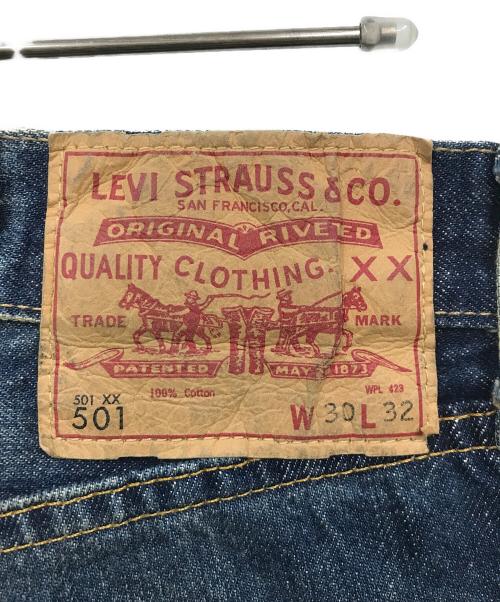 LEVI STRAUSS & CO.
SAN FRANCISCO, CAL.
ORIGINAL RIVETED
QUALITY CLOTHING. XX
TRADE MARK
PATENTED MAY 1873
100% Cotton WPL 423
501 XX
501
W 30 L 32